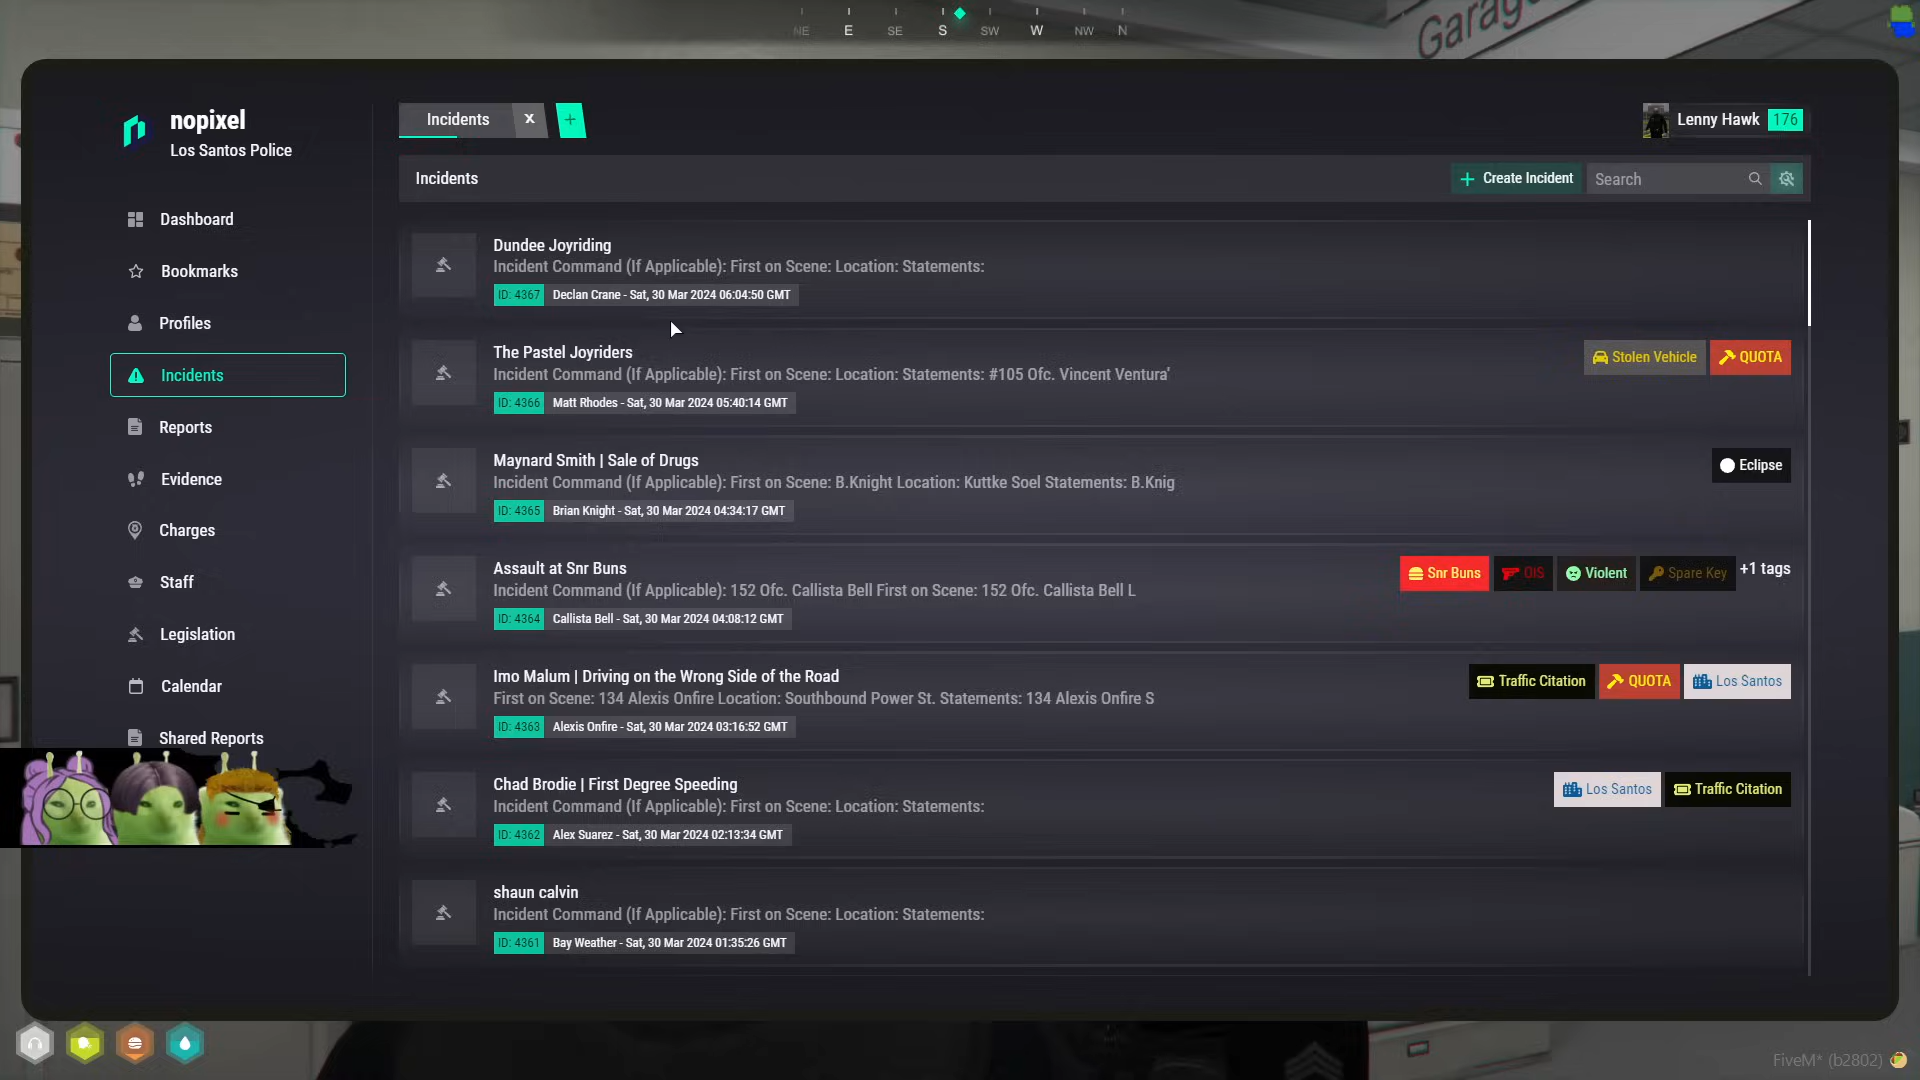 NE E SE S SW W NW N
Garag
nopixel
Los Santos Police
Incidents x +
Lenny Hawk 176
Incidents
+ Create Incident
Search
Dashboard
Bookmarks
Profiles
Incidents
Reports
Evidence
Charges
Staff
Legislation
Calendar
Shared Reports
Dundee Joyriding
Incident Command (If Applicable): First on Scene: Location: Statements:
ID: 4367 Declan Crane - Sat, 30 Mar 2024 06:04:50 GMT
The Pastel Joyriders
Incident Command (If Applicable): First on Scene: Location: Statements: #105 Ofc. Vincent Ventura'
ID: 4366 Matt Rhodes - Sat, 30 Mar 2024 05:40:14 GMT
Stolen Vehicle QUOTA
Maynard Smith | Sale of Drugs
Incident Command (If Applicable): First on Scene: B.Knight Location: Kuttke Soel Statements: B.Knig
ID: 4365 Brian Knight - Sat, 30 Mar 2024 04:34:17 GMT
Eclipse
Assault at Snr Buns
Incident Command (If Applicable): 152 Ofc. Callista Bell First on Scene: 152 Ofc. Callista Bell L
ID: 4364 Callista Bell - Sat, 30 Mar 2024 04:08:12 GMT
Snr Buns OIS Violent Spare Key +1 tags
Imo Malum | Driving on the Wrong Side of the Road
First on Scene: 134 Alexis Onfire Location: Southbound Power St. Statements: 134 Alexis Onfire S
ID: 4363 Alexis Onfire - Sat, 30 Mar 2024 03:16:52 GMT
Traffic Citation QUOTA Los Santos
Chad Brodie | First Degree Speeding
Incident Command (If Applicable): First on Scene: Location: Statements:
ID: 4362 Alex Suarez - Sat, 30 Mar 2024 02:13:34 GMT
Los Santos Traffic Citation
shaun calvin
Incident Command (If Applicable): First on Scene: Location: Statements:
ID: 4361 Bay Weather - Sat, 30 Mar 2024 01:35:26 GMT
FiveM* (b2802)